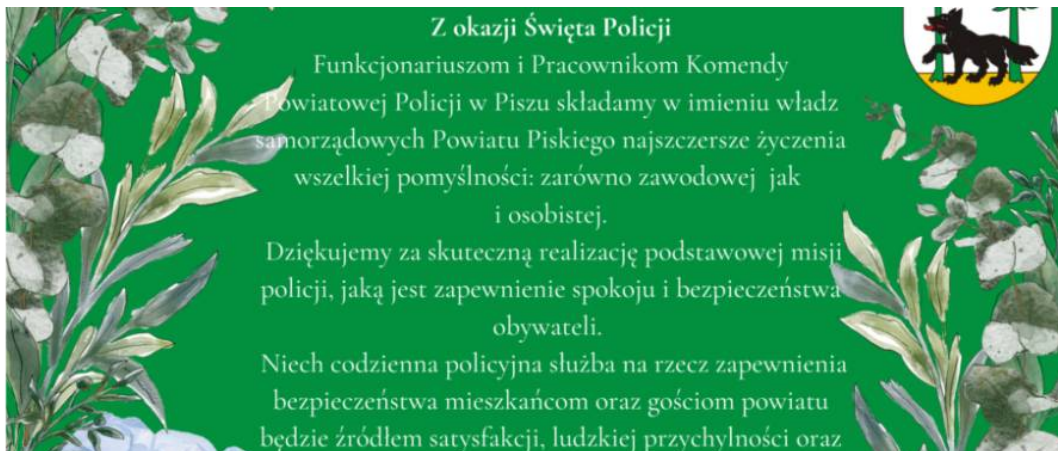 Z okazji Święta Policji
Funkcjonariuszom i Pracownikom Komendy
Powiatowej Policji w Piszu składamy w imieniu władz
samorządowych Powiatu Piskiego najszczersze życzenia
wszelkiej pomyślności: zarówno zawodowej jak
i osobistej.
Dziękujemy za skuteczną realizację podstawowej misji
policji, jaką jest zapewnienie spokoju i bezpieczeństwa
obywateli.
Niech codzienna policyjna służba na rzecz zapewnienia
bezpieczeństwa mieszkańcom oraz gościom powiatu
będzie źródłem satysfakcji, ludzkiej przychylności oraz